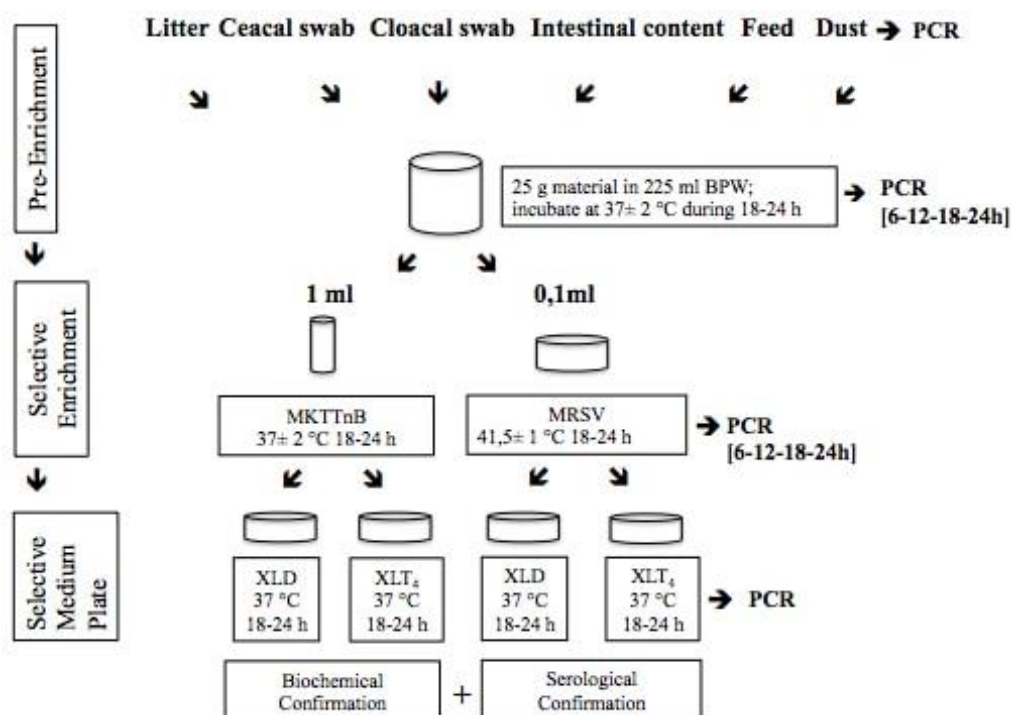 Litter Ceacal swab Cloacal swab Intestinal content Feed Dust → PCR
Pre-Enrichment
25 g material in 225 ml BPW;
incubate at 37± 2 °C during 18-24 h
PCR
[6-12-18-24h]
1 ml
0,1ml
Selective
Enrichment
MKTTnB
37± 2 °C 18-24 h
MRSV
41,5± 1 °C 18-24 h
PCR
[6-12-18-24h]
Selective
Medium
Plate
XLD
37 °C
18-24 h
XLT₄
37 °C
18-24 h
XLD
37 °C
18-24 h
XLT₄
37 °C
18-24 h
PCR
Biochemical
Confirmation
+
Serological
Confirmation